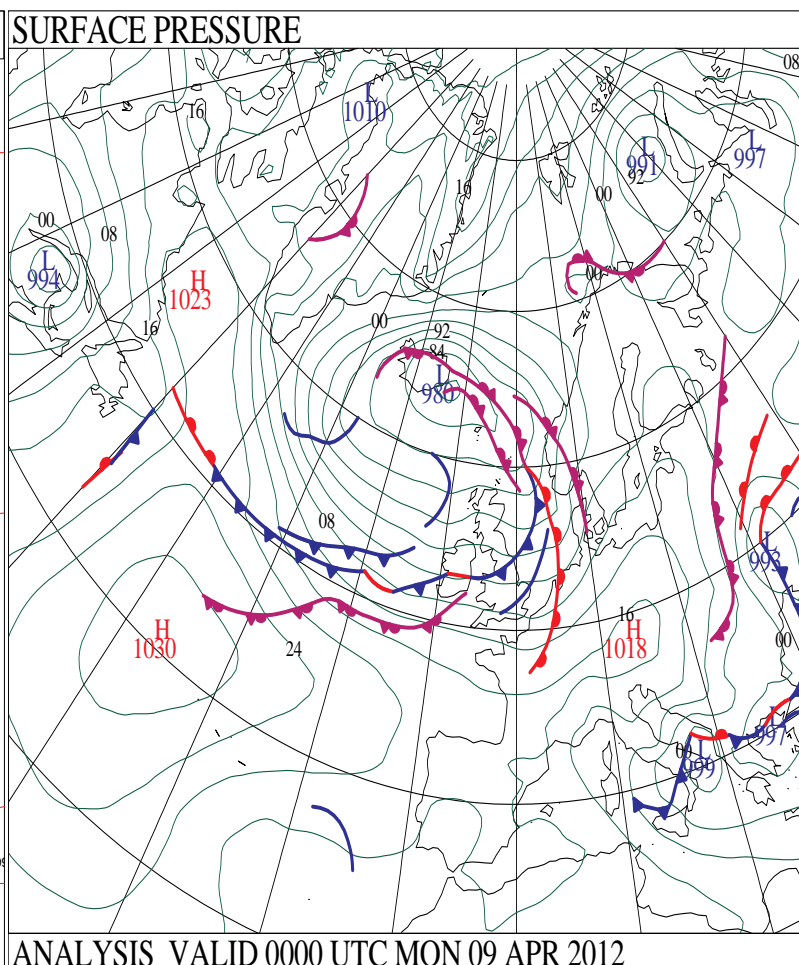 SURFACE PRESSURE
08
L
1010
16
L
991
92
L
997
16
00
00
08
L
994
H
1023
00
16
00
92
84
L
980
08
L
993
16
H
1030
H
1018
24
00
L
997
00
L
999
ANALYSIS VALID 0000 UTC MON 09 APR 2012